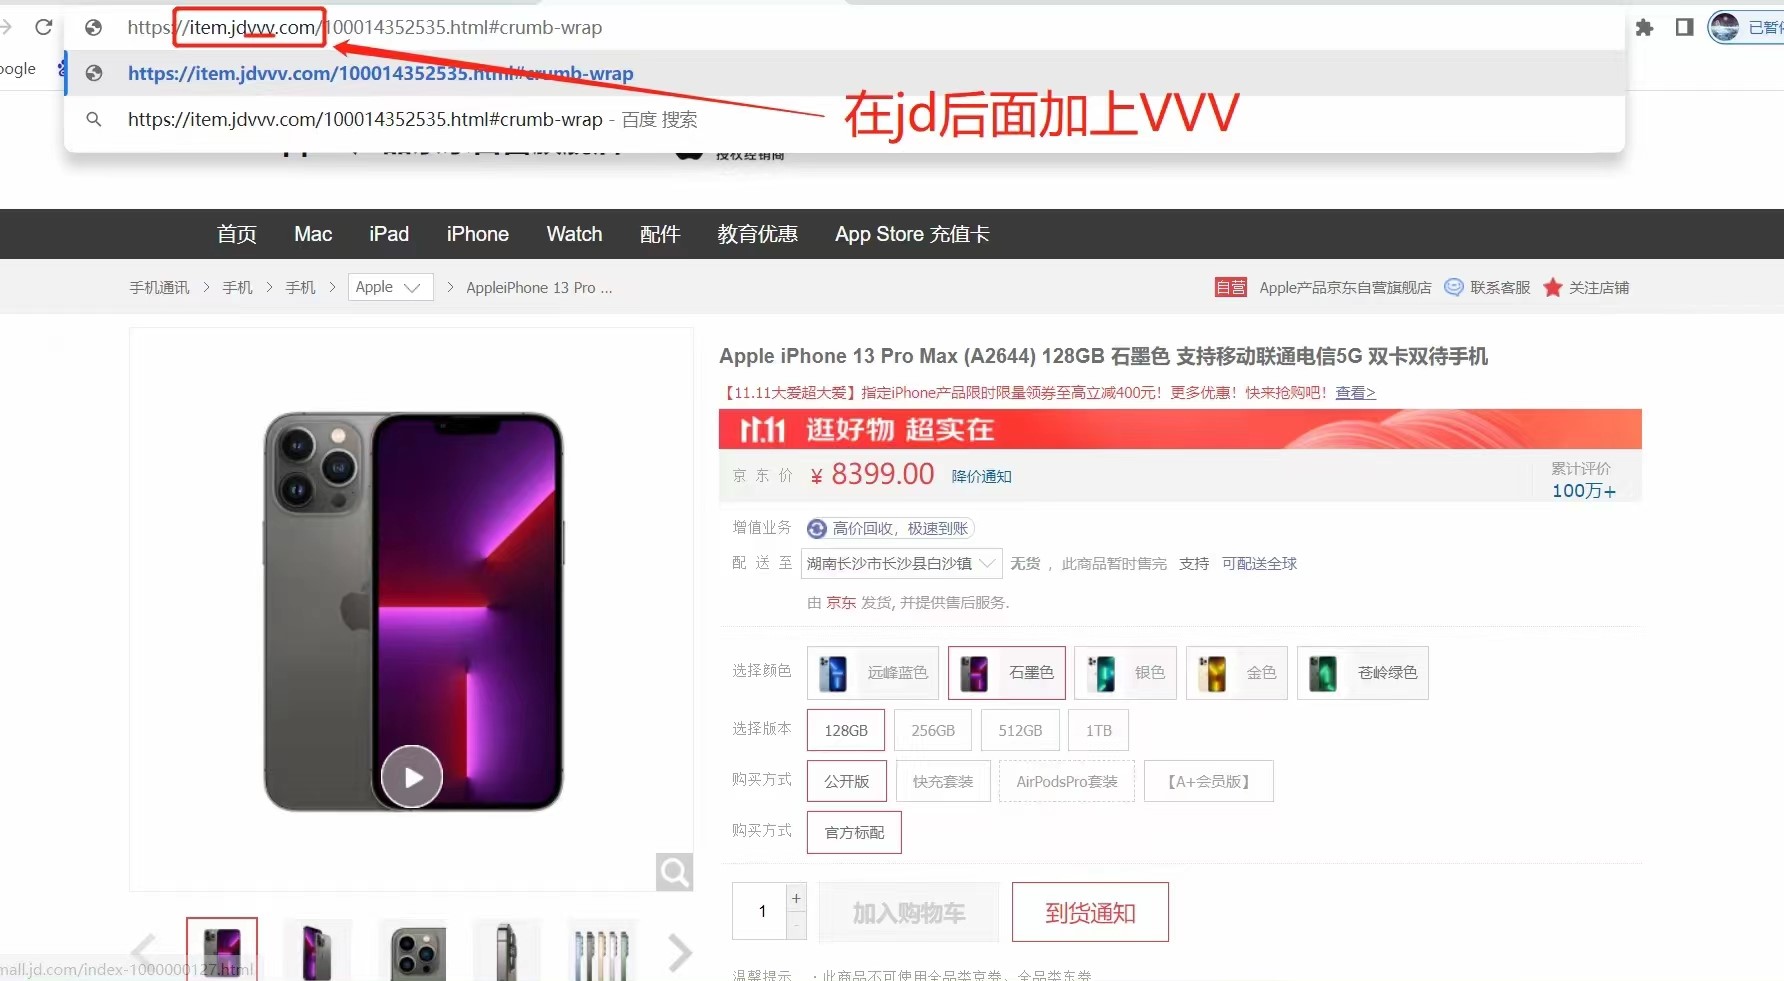 https://item.jdvvv.com/100014352535.html#crumb-wrap
已暂停
oogle
https://item.jdvvv.com/100014352535.html#crumb-wrap
https://item.jdvvv.com/100014352535.html#crumb-wrap - 百度 搜索
在jd后面加上VVV
授权经销商
首页 Mac iPad iPhone Watch 配件 教育优惠 App Store 充值卡
手机通讯 > 手机 > 手机 > Apple > AppleiPhone 13 Pro ...
自营 Apple产品京东自营旗舰店 联系客服 关注店铺
Apple iPhone 13 Pro Max (A2644) 128GB 石墨色 支持移动联通电信5G 双卡双待手机
【11.11大爱超大爱】指定iPhone产品限时限量领券至高立减400元！更多优惠！快来抢购吧！查看>
11.11 逛好物 超实在
京东价 ¥ 8399.00 降价通知
累计评价
100万+
增值业务 高价回收，极速到账
配送至 湖南长沙市长沙县白沙镇 无货 ，此商品暂时售完 支持 可配送全球
由 京东 发货, 并提供售后服务.
选择颜色 远峰蓝色 石墨色 银色 金色 苍岭绿色
选择版本 128GB 256GB 512GB 1TB
购买方式 公开版 快充套装 AirPodsPro套装 【A+会员版】
购买方式 官方标配
1 + - 加入购物车 到货通知
mall.jd.com/index-1000000127.html
温馨提示 · 此商品不可使用全品类京券、全品类东券